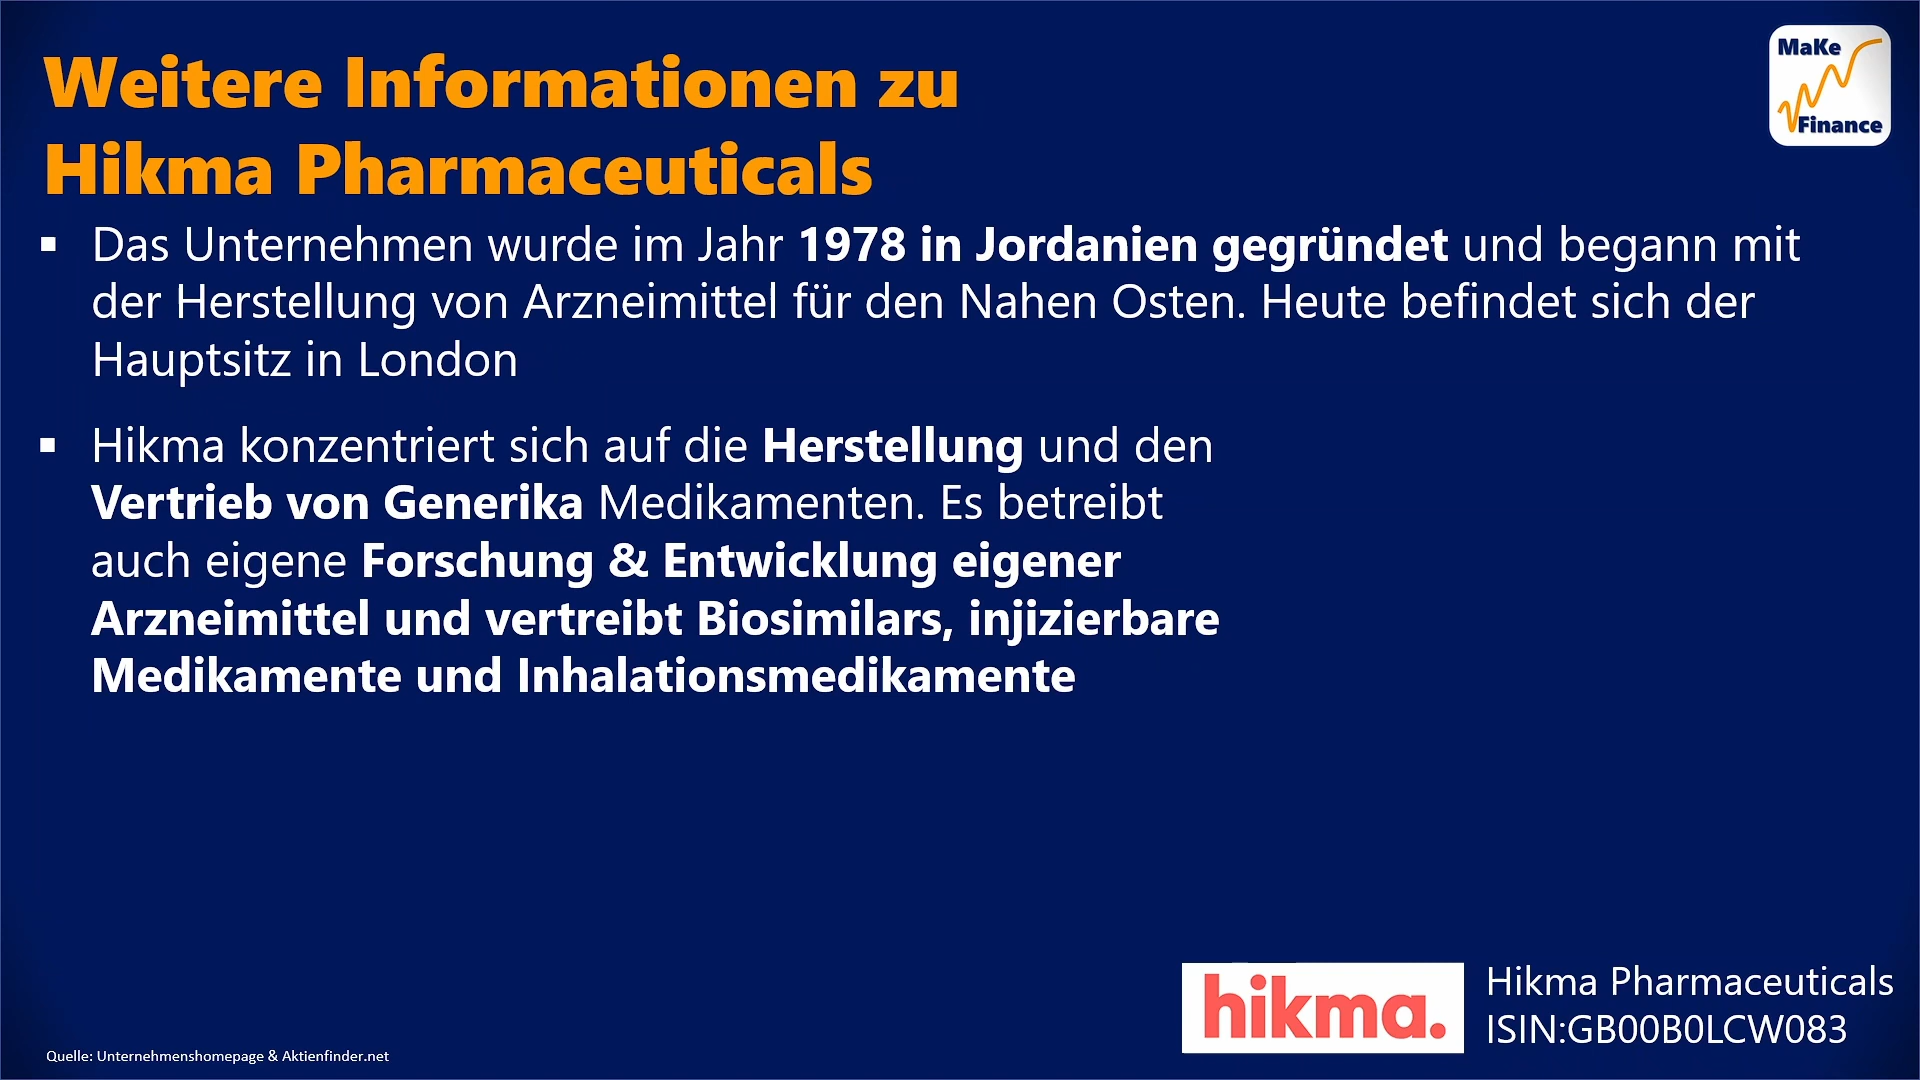 Weitere Informationen zu
Hikma Pharmaceuticals
MaKe
Finance
▪ Das Unternehmen wurde im Jahr 1978 in Jordanien gegründet und begann mit
der Herstellung von Arzneimittel für den Nahen Osten. Heute befindet sich der
Hauptsitz in London
▪ Hikma konzentriert sich auf die Herstellung und den
Vertrieb von Generika Medikamenten. Es betreibt
auch eigene Forschung & Entwicklung eigener
Arzneimittel und vertreibt Biosimilars, injizierbare
Medikamente und Inhalationsmedikamente
hikma.
Hikma Pharmaceuticals
ISIN:GB00B0LCW083
Quelle: Unternehmenshomepage & Aktienfinder.net